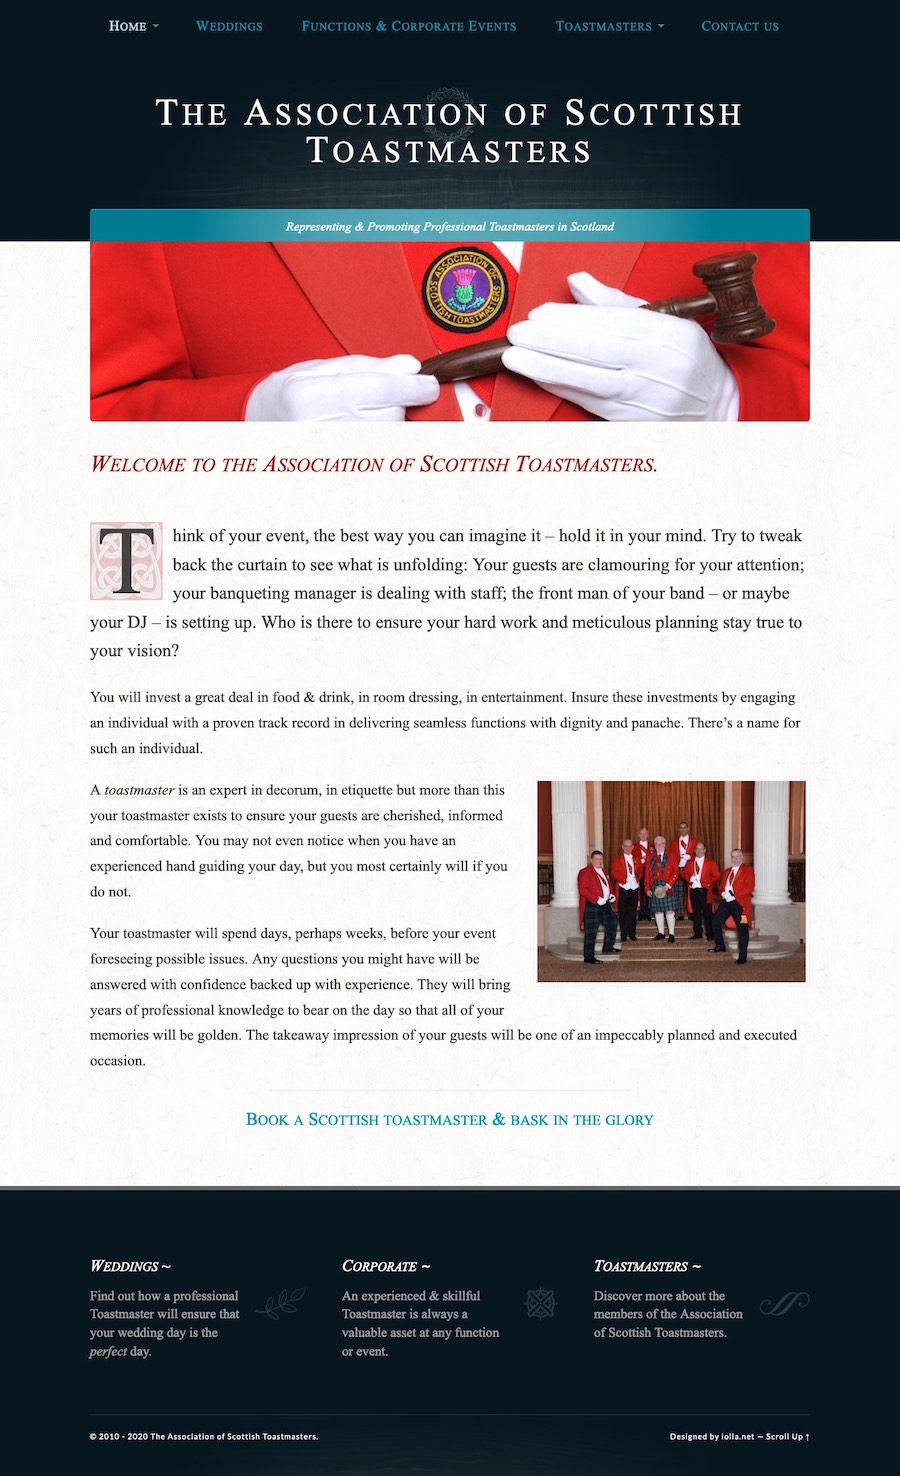 Home
Weddings
Functions & Corporate Events
Toastmasters
Contact us
The Association of Scottish
Toastmasters
Representing & Promoting Professional Toastmasters in Scotland
ASSOCIATION OF
SCOTTISH TOASTMASTERS
Welcome to the Association of Scottish Toastmasters.
Think of your event, the best way you can imagine it – hold it in your mind. Try to tweak
back the curtain to see what is unfolding: Your guests are clamouring for your attention;
your banqueting manager is dealing with staff; the front man of your band – or maybe
your DJ – is setting up. Who is there to ensure your hard work and meticulous planning stay true to
your vision?
You will invest a great deal in food & drink, in room dressing, in entertainment. Insure these investments by engaging
an individual with a proven track record in delivering seamless functions with dignity and panache. There’s a name for
such an individual.
A toastmaster is an expert in decorum, in etiquette but more than this
your toastmaster exists to ensure your guests are cherished, informed
and comfortable. You may not even notice when you have an
experienced hand guiding your day, but you most certainly will if you
do not.
Your toastmaster will spend days, perhaps weeks, before your event
foreseeing possible issues. Any questions you might have will be
answered with confidence backed up with experience. They will bring
years of professional knowledge to bear on the day so that all of your
memories will be golden. The takeaway impression of your guests will be one of an impeccably planned and executed
occasion.
Book a Scottish toastmaster & bask in the glory
Weddings ~
Find out how a professional
Toastmaster will ensure that
your wedding day is the
perfect day.
Corporate ~
An experienced & skillful
Toastmaster is always a
valuable asset at any function
or event.
Toastmasters ~
Discover more about the
members of the Association
of Scottish Toastmasters.
© 2010 - 2020 The Association of Scottish Toastmasters.
Designed by lolla.net — Scroll Up ↑